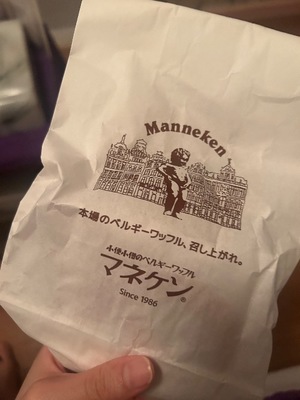 Manneken
本場のベルギーワッフル、召し上がれ。
小便小僧のベルギーワッフル
マネケン®
Since 1986